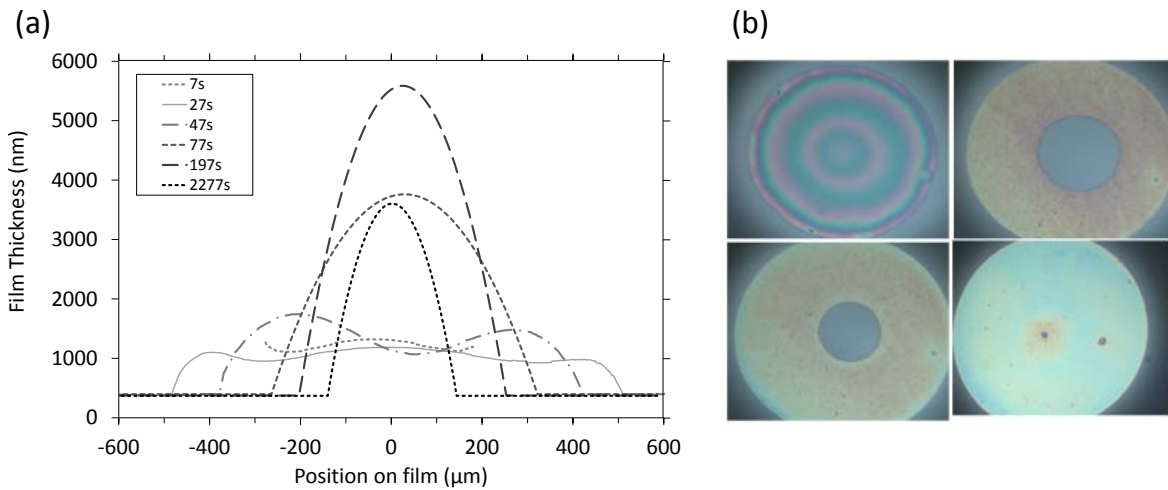 (a)
(b)
6000
5000
4000
3000
2000
1000
0
Film Thickness (nm)
7s
27s
47s
77s
197s
2277s
-600 -400 -200 0 200 400 600
Position on film (µm)